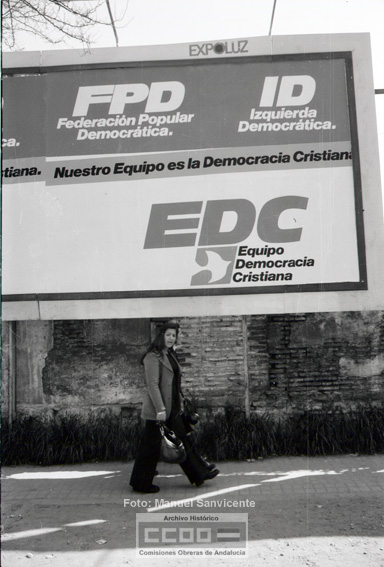 EXPOLUZ
FPD
Federación Popular
Democrática.
ID
Izquierda
Democrática.
a.
tiana.
Nuestro Equipo es la Democracia Cristiana
EDC
Equipo
Democracia
Cristiana
Foto: Manuel Sanvicente
Archivo Histórico
CCOO
Comisiones Obreras de Andalucía